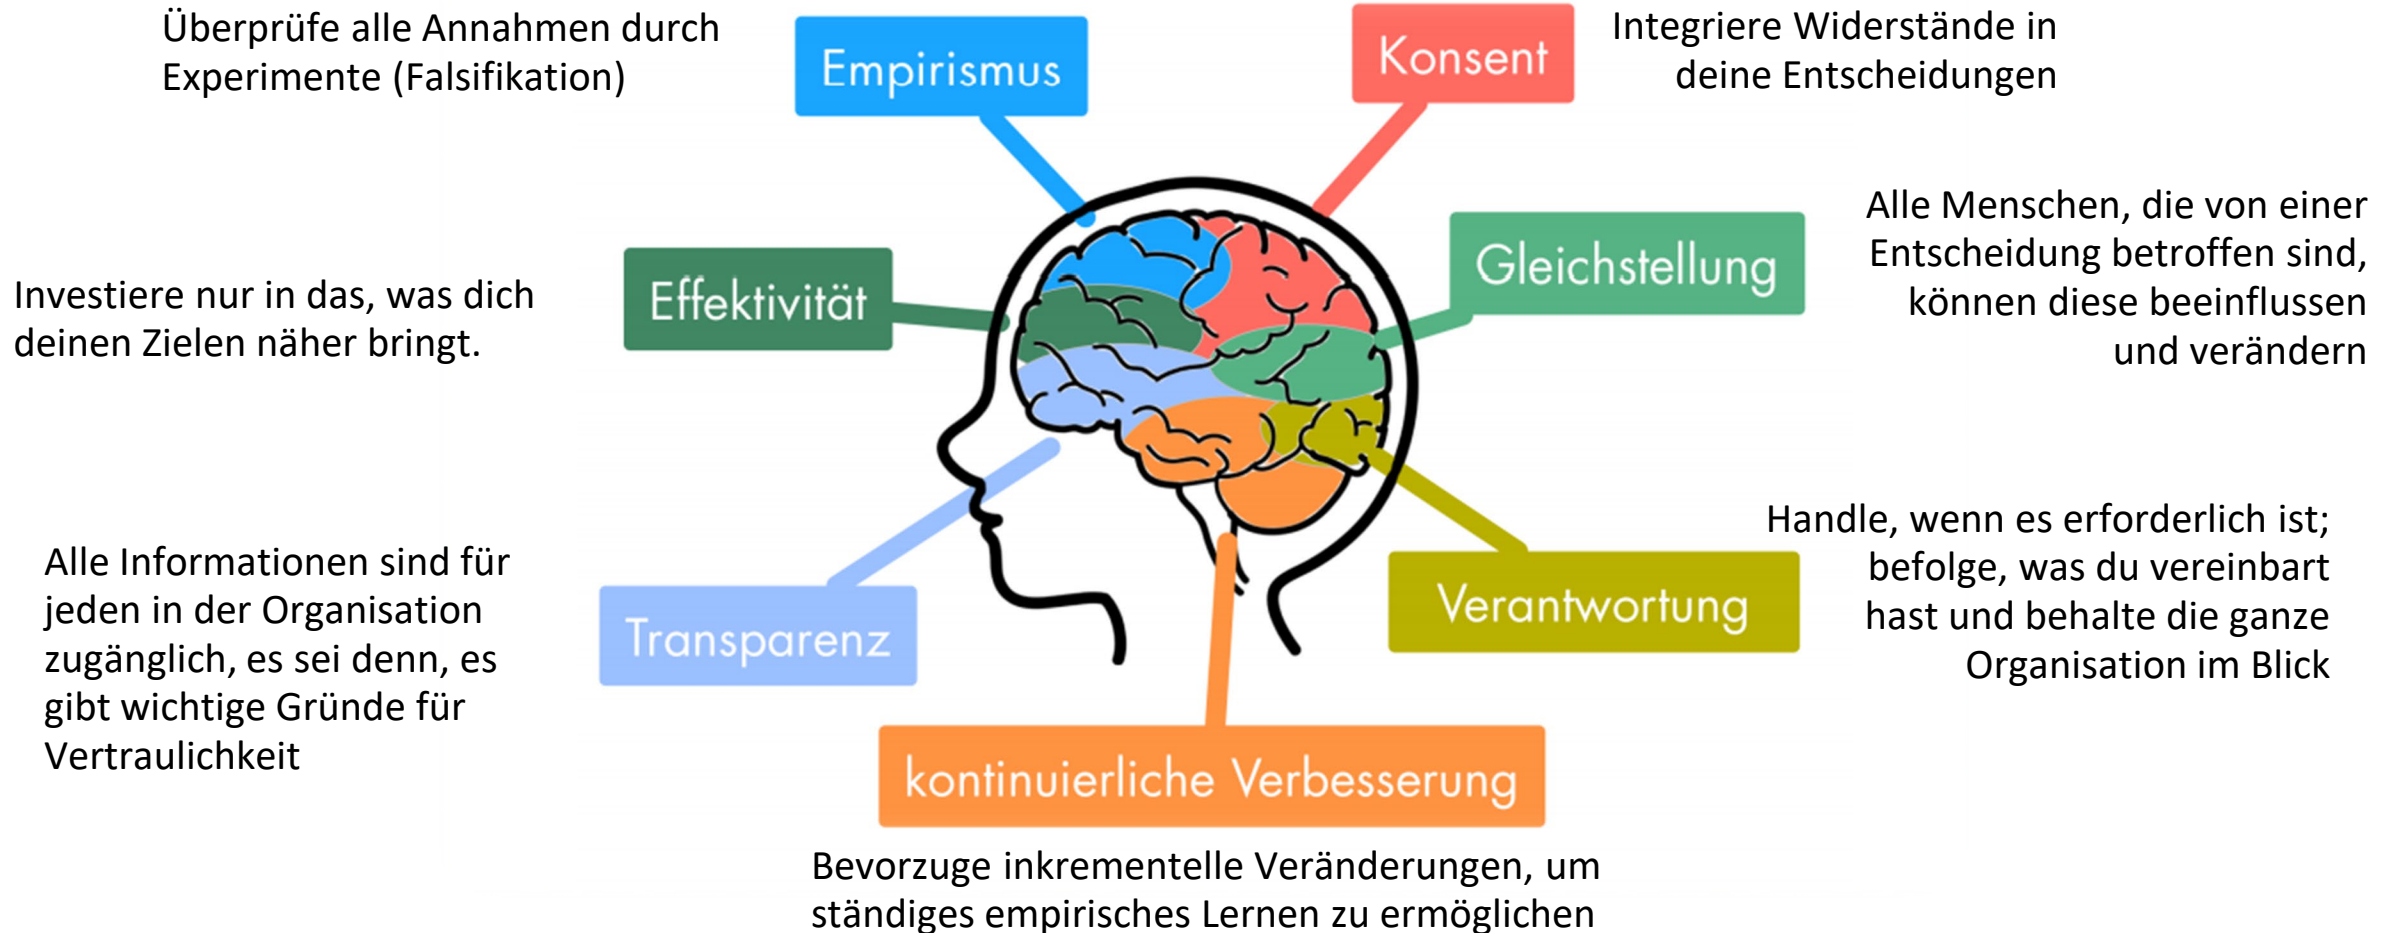 Überprüfe alle Annahmen durch
Experimente (Falsifikation)
Empirismus
Konsent
Integriere Widerstände in
deine Entscheidungen
Effektivität
Investiere nur in das, was dich
deinen Zielen näher bringt.
Gleichstellung
Alle Menschen, die von einer
Entscheidung betroffen sind,
können diese beeinflussen
und verändern
Transparenz
Alle Informationen sind für
jeden in der Organisation
zugänglich, es sei denn, es
gibt wichtige Gründe für
Vertraulichkeit
Verantwortung
Handle, wenn es erforderlich ist;
befolge, was du vereinbart
hast und behalte die ganze
Organisation im Blick
kontinuierliche Verbesserung
Bevorzuge inkrementelle Veränderungen, um
ständiges empirisches Lernen zu ermöglichen